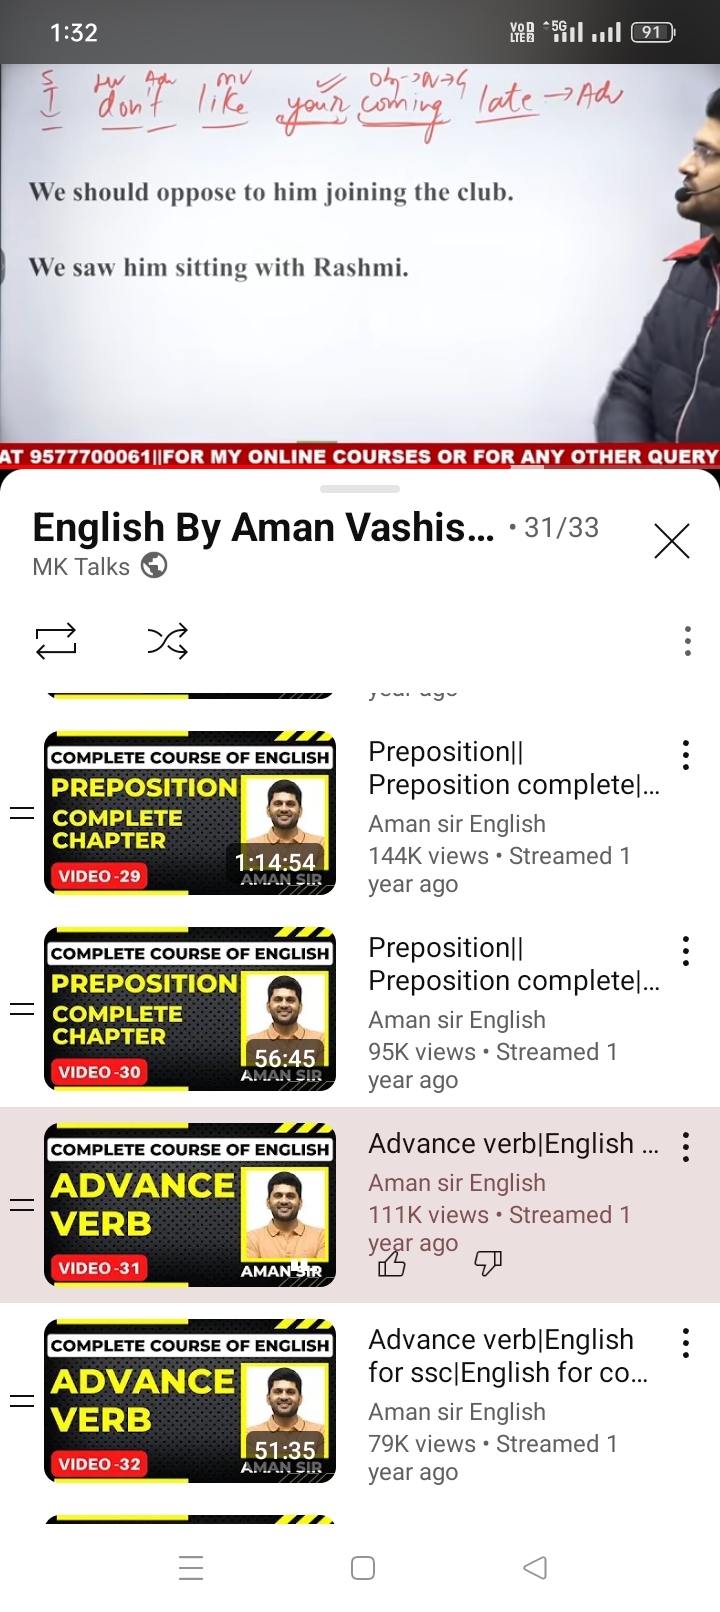 1:32
VoD LTE2 5G 91
S HV Adv MV Obj->N->G
I don't like your coming late → Adv
We should oppose to him joining the club.
We saw him sitting with Rashmi.
AT 9577700061||FOR MY ONLINE COURSES OR FOR ANY OTHER QUERY
English By Aman Vashis... • 31/33
MK Talks
year ago
COMPLETE COURSE OF ENGLISH
PREPOSITION
COMPLETE
CHAPTER
VIDEO -29
1:14:54
AMAN SIR
Preposition||
Preposition complete|...
Aman sir English
144K views • Streamed 1
year ago
COMPLETE COURSE OF ENGLISH
PREPOSITION
COMPLETE
CHAPTER
VIDEO -30
56:45
AMAN SIR
Preposition||
Preposition complete|...
Aman sir English
95K views • Streamed 1
year ago
COMPLETE COURSE OF ENGLISH
ADVANCE
VERB
VIDEO -31
AMAN SIR
Advance verb|English ...
Aman sir English
111K views • Streamed 1
year ago
COMPLETE COURSE OF ENGLISH
ADVANCE
VERB
VIDEO -32
51:35
AMAN SIR
Advance verb|English
for ssc|English for co...
Aman sir English
79K views • Streamed 1
year ago